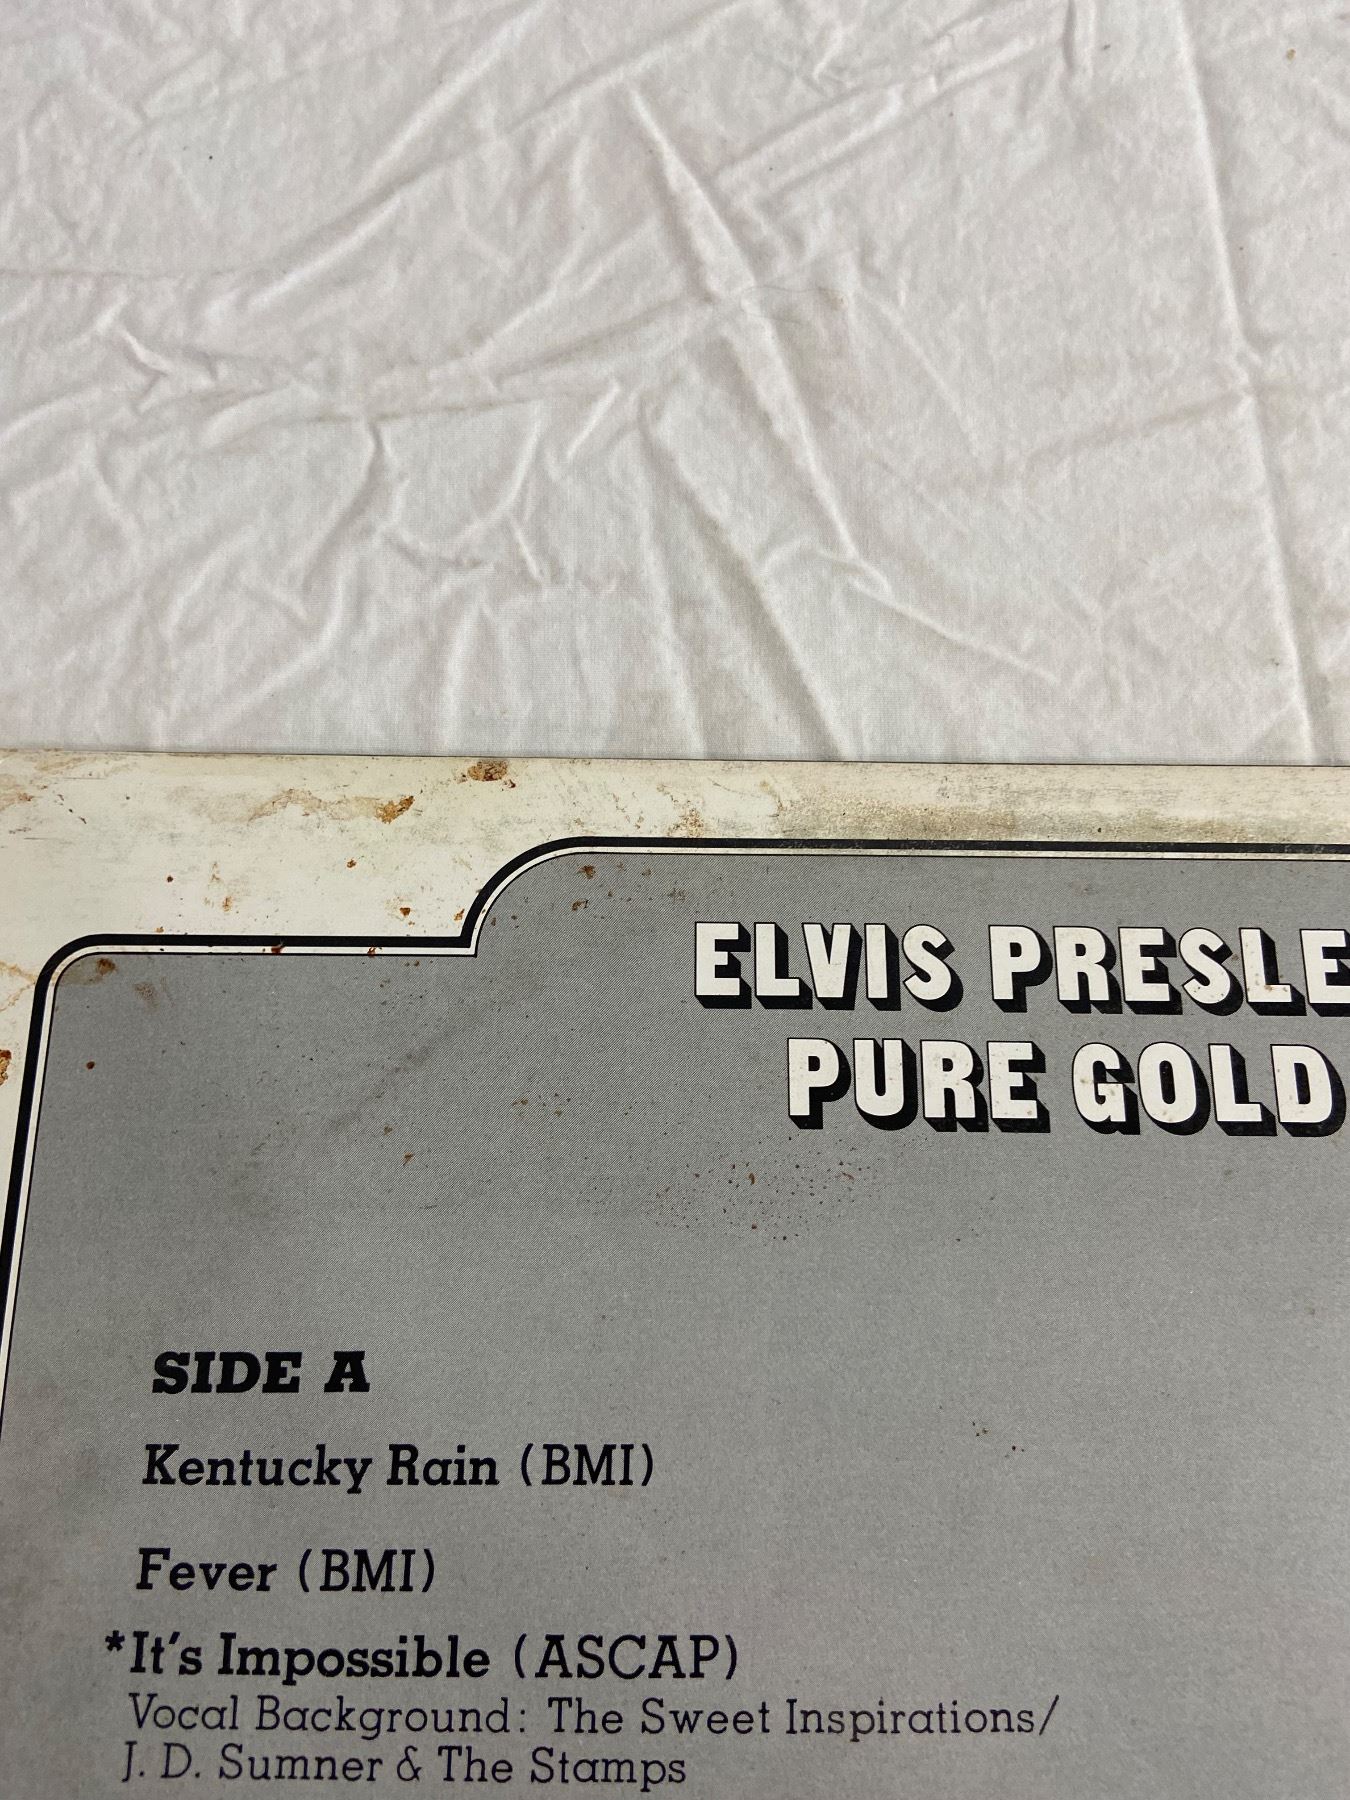 ELVIS PRESLE
PURE GOLD
SIDE A
Kentucky Rain (BMI)
Fever (BMI)
*It's Impossible (ASCAP)
Vocal Background: The Sweet Inspirations/
J. D. Sumner & The Stamps